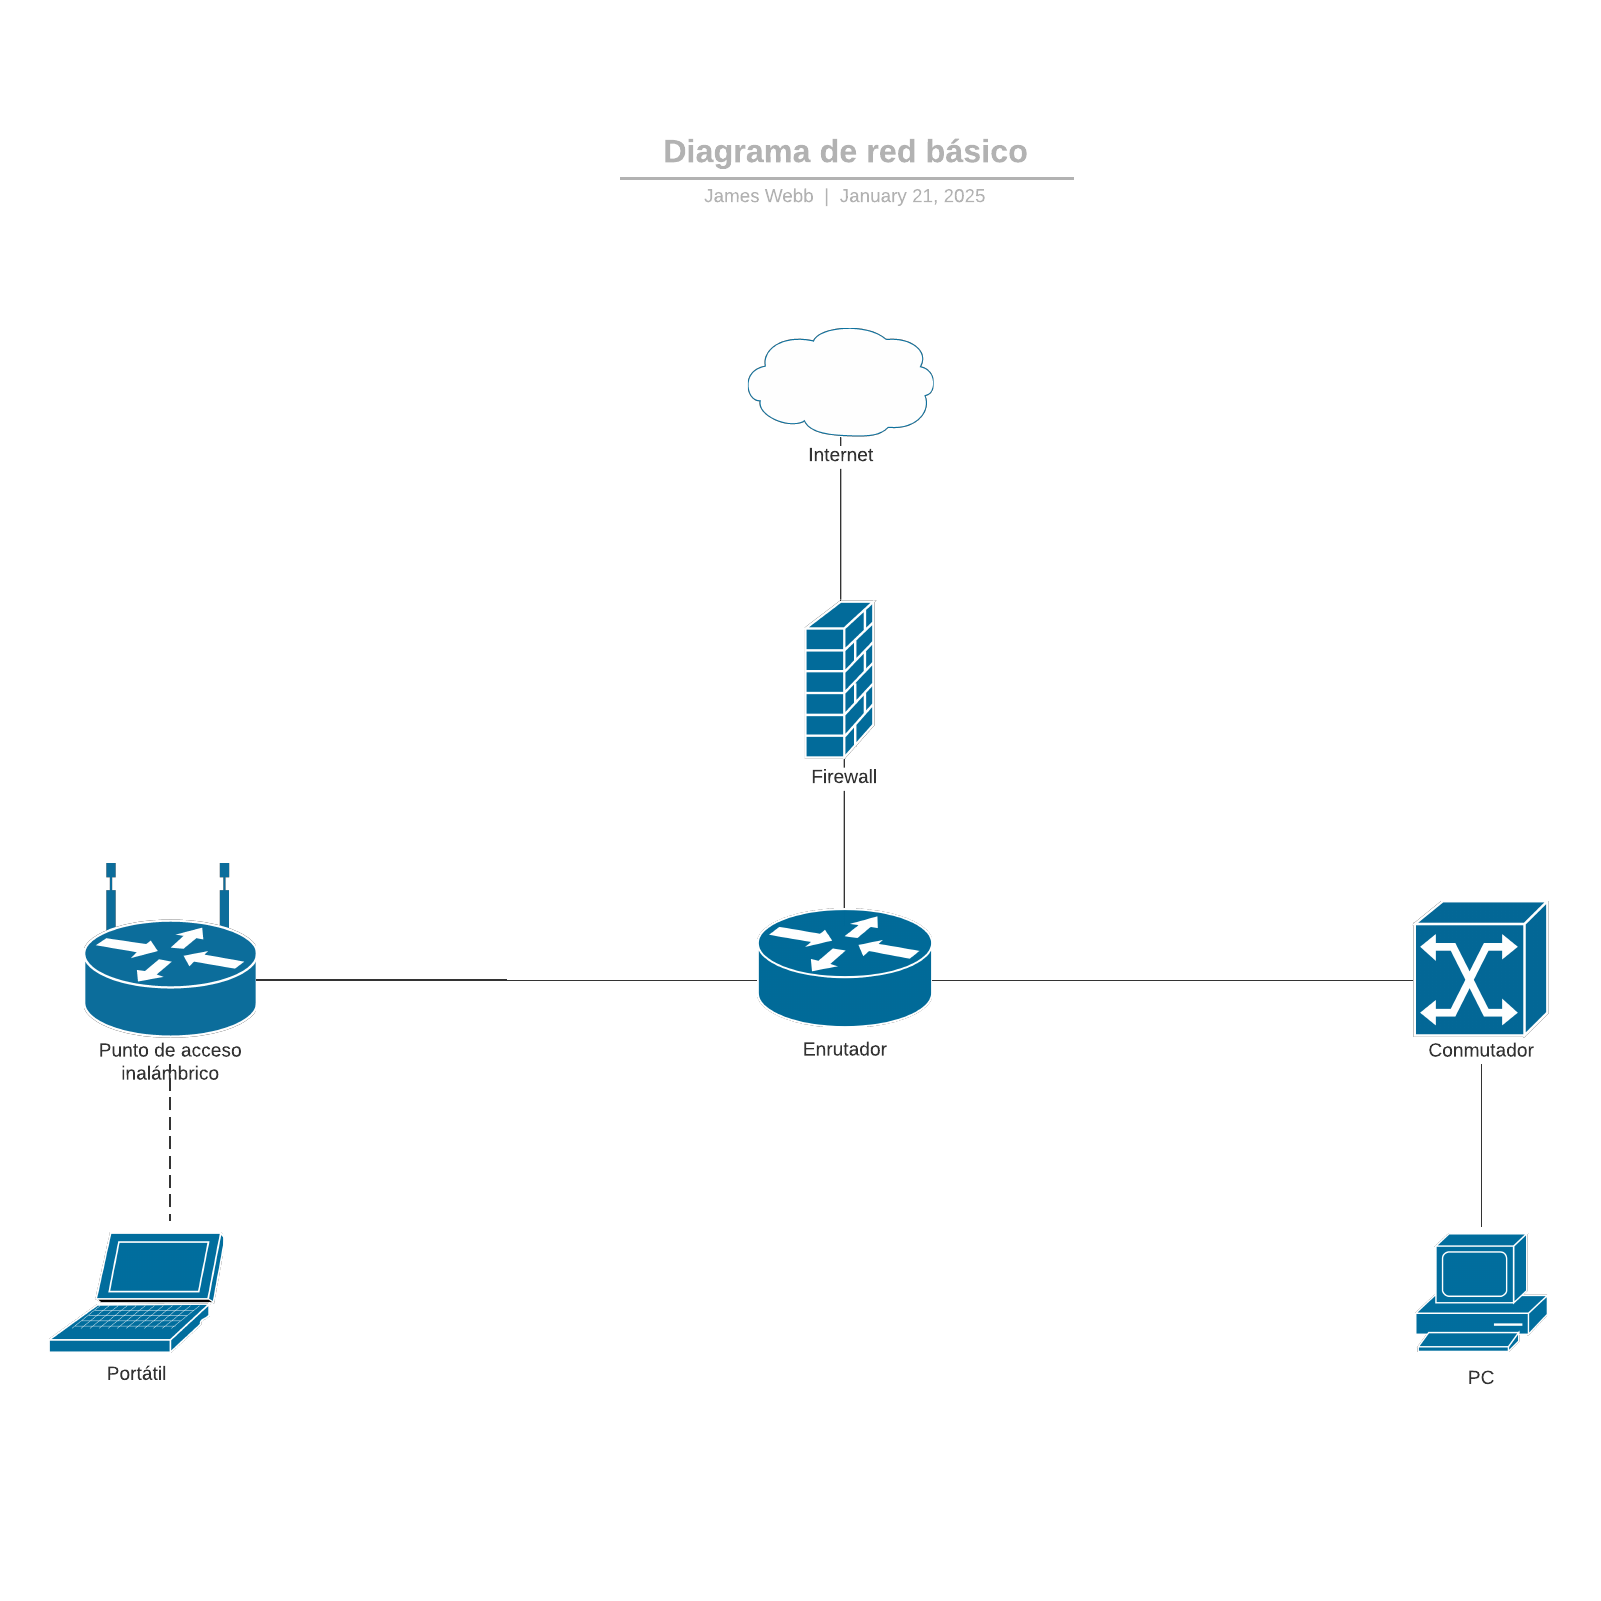 Diagrama de red básico
James Webb | January 21, 2025
Internet
Firewall
Punto de acceso
inalámbrico
Enrutador
Conmutador
Portátil
PC